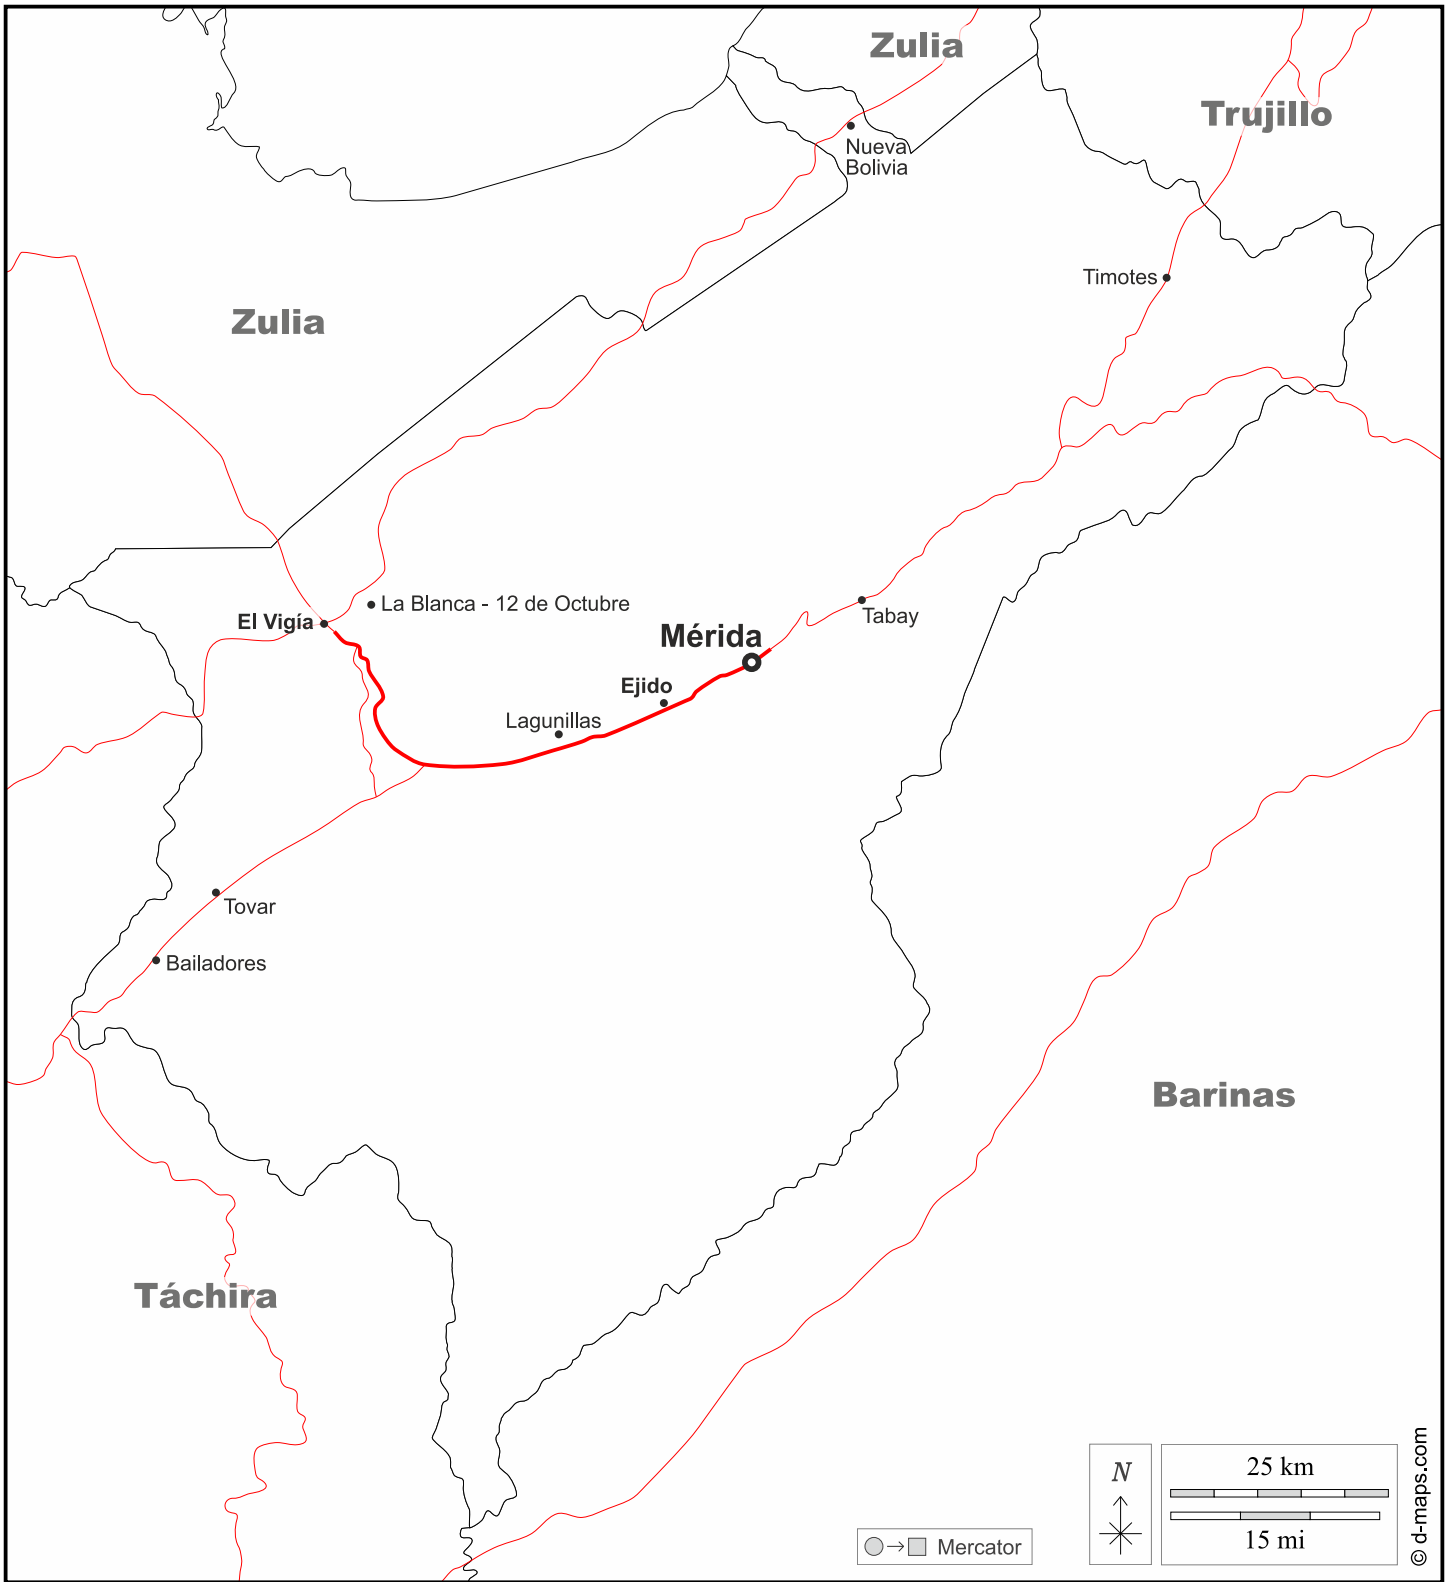 Zulia
Trujillo
Nueva
Bolivia
Timotes
Zulia
La Blanca - 12 de Octubre
El Vigía
Tabay
Mérida
Ejido
Lagunillas
Tovar
Bailadores
Barinas
Táchira
N
25 km
15 mi
Mercator
© d-maps.com